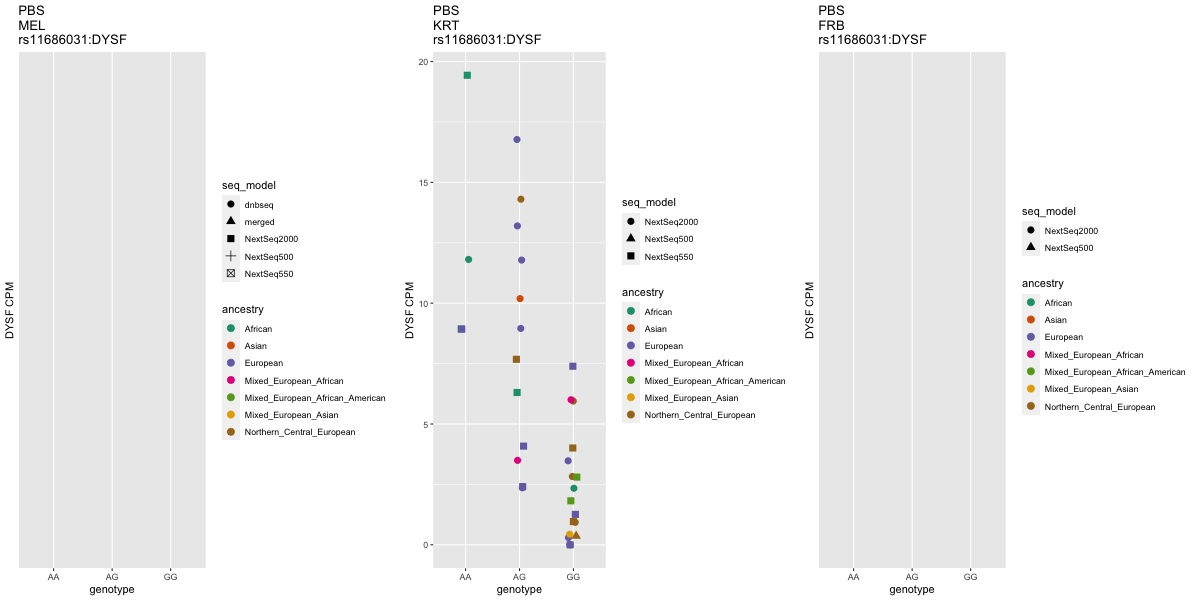 PBS
MEL
rs11686031:DYSF
DYSF CPM
AA AG GG
genotype
seq_model
dnbseq
merged
NextSeq2000
NextSeq500
NextSeq550
ancestry
African
Asian
European
Mixed_European_African
Mixed_European_African_American
Mixed_European_Asian
Northern_Central_European
PBS
KRT
rs11686031:DYSF
20
15
10
5
0
DYSF CPM
AA AG GG
genotype
seq_model
NextSeq2000
NextSeq500
NextSeq550
ancestry
African
Asian
European
Mixed_European_African
Mixed_European_African_American
Mixed_European_Asian
Northern_Central_European
PBS
FRB
rs11686031:DYSF
DYSF CPM
AA AG GG
genotype
seq_model
NextSeq2000
NextSeq500
ancestry
African
Asian
European
Mixed_European_African
Mixed_European_African_American
Mixed_European_Asian
Northern_Central_European